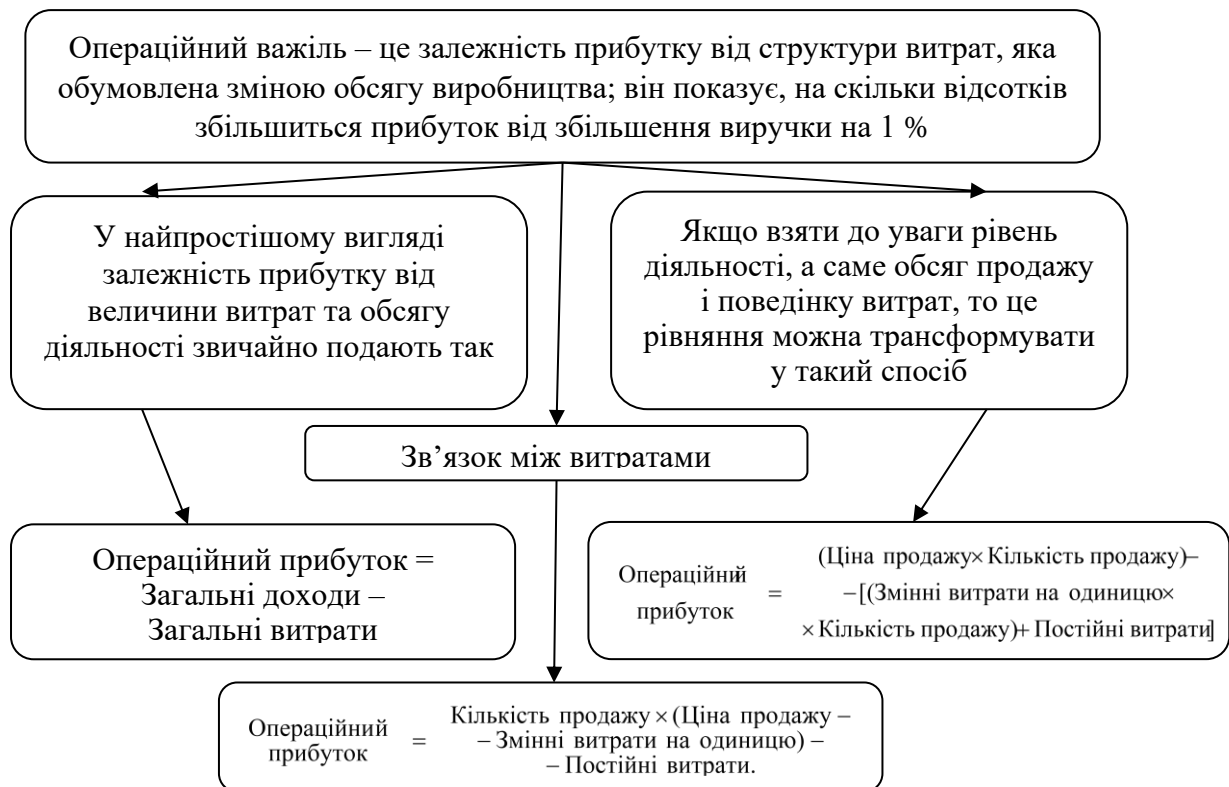 Операційний важіль – це залежність прибутку від структури витрат, яка
обумовлена зміною обсягу виробництва; він показує, на скільки відсотків
збільшиться прибуток від збільшення виручки на 1 %
У найпростішому вигляді
залежність прибутку від
величини витрат та обсягу
діяльності звичайно подають так
Якщо взяти до уваги рівень
діяльності, а саме обсяг продажу
і поведінку витрат, то це
рівняння можна трансформувати
у такий спосіб
Зв’язок між витратами
Операційний прибуток =
Загальні доходи –
Загальні витрати
Операційний
прибуток
=
(Ціна продажу× Кількість продажу)–
–[(Змінні витрати на одиницю×
×Кількість продажу)+ Постійні витрати]
Операційний
прибуток
=
Кількість продажу × (Ціна продажу –
– Змінні витрати на одиницю) –
– Постійні витрати.